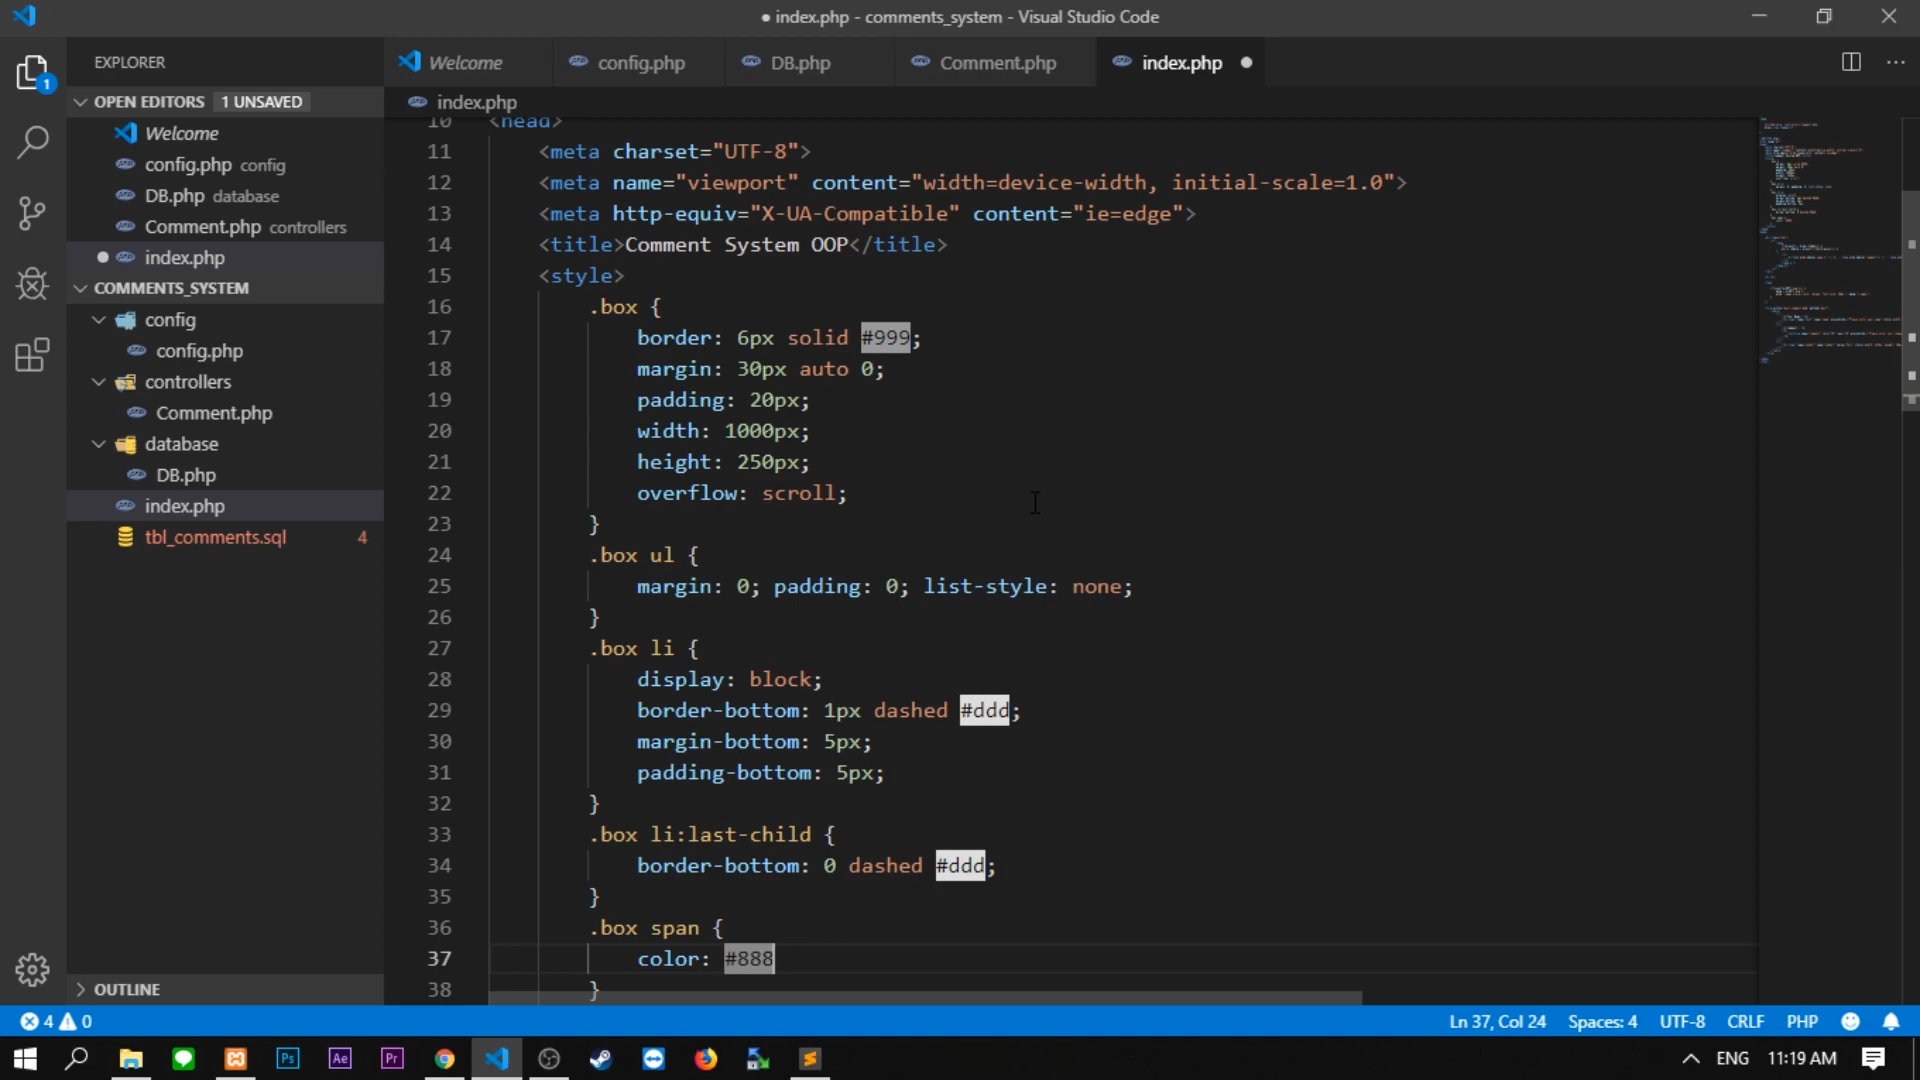 ● index.php - comments_system - Visual Studio Code
EXPLORER
Welcome
config.php
DB.php
Comment.php
index.php ●
1
OPEN EDITORS 1 UNSAVED
Welcome
config.php config
DB.php database
Comment.php controllers
● index.php
COMMENTS_SYSTEM
config
config.php
controllers
Comment.php
database
DB.php
index.php
tbl_comments.sql 4
OUTLINE
index.php
10 <head>
11 <meta charset="UTF-8">
12 <meta name="viewport" content="width=device-width, initial-scale=1.0">
13 <meta http-equiv="X-UA-Compatible" content="ie=edge">
14 <title>Comment System OOP</title>
15 <style>
16 .box {
17 border: 6px solid #999;
18 margin: 30px auto 0;
19 padding: 20px;
20 width: 1000px;
21 height: 250px;
22 overflow: scroll;
23 }
24 .box ul {
25 margin: 0; padding: 0; list-style: none;
26 }
27 .box li {
28 display: block;
29 border-bottom: 1px dashed #ddd;
30 margin-bottom: 5px;
31 padding-bottom: 5px;
32 }
33 .box li:last-child {
34 border-bottom: 0 dashed #ddd;
35 }
36 .box span {
37 color: #888
38 }
4 0 Ln 37, Col 24 Spaces: 4 UTF-8 CRLF PHP
Ps Ae Pr ENG 11:19 AM